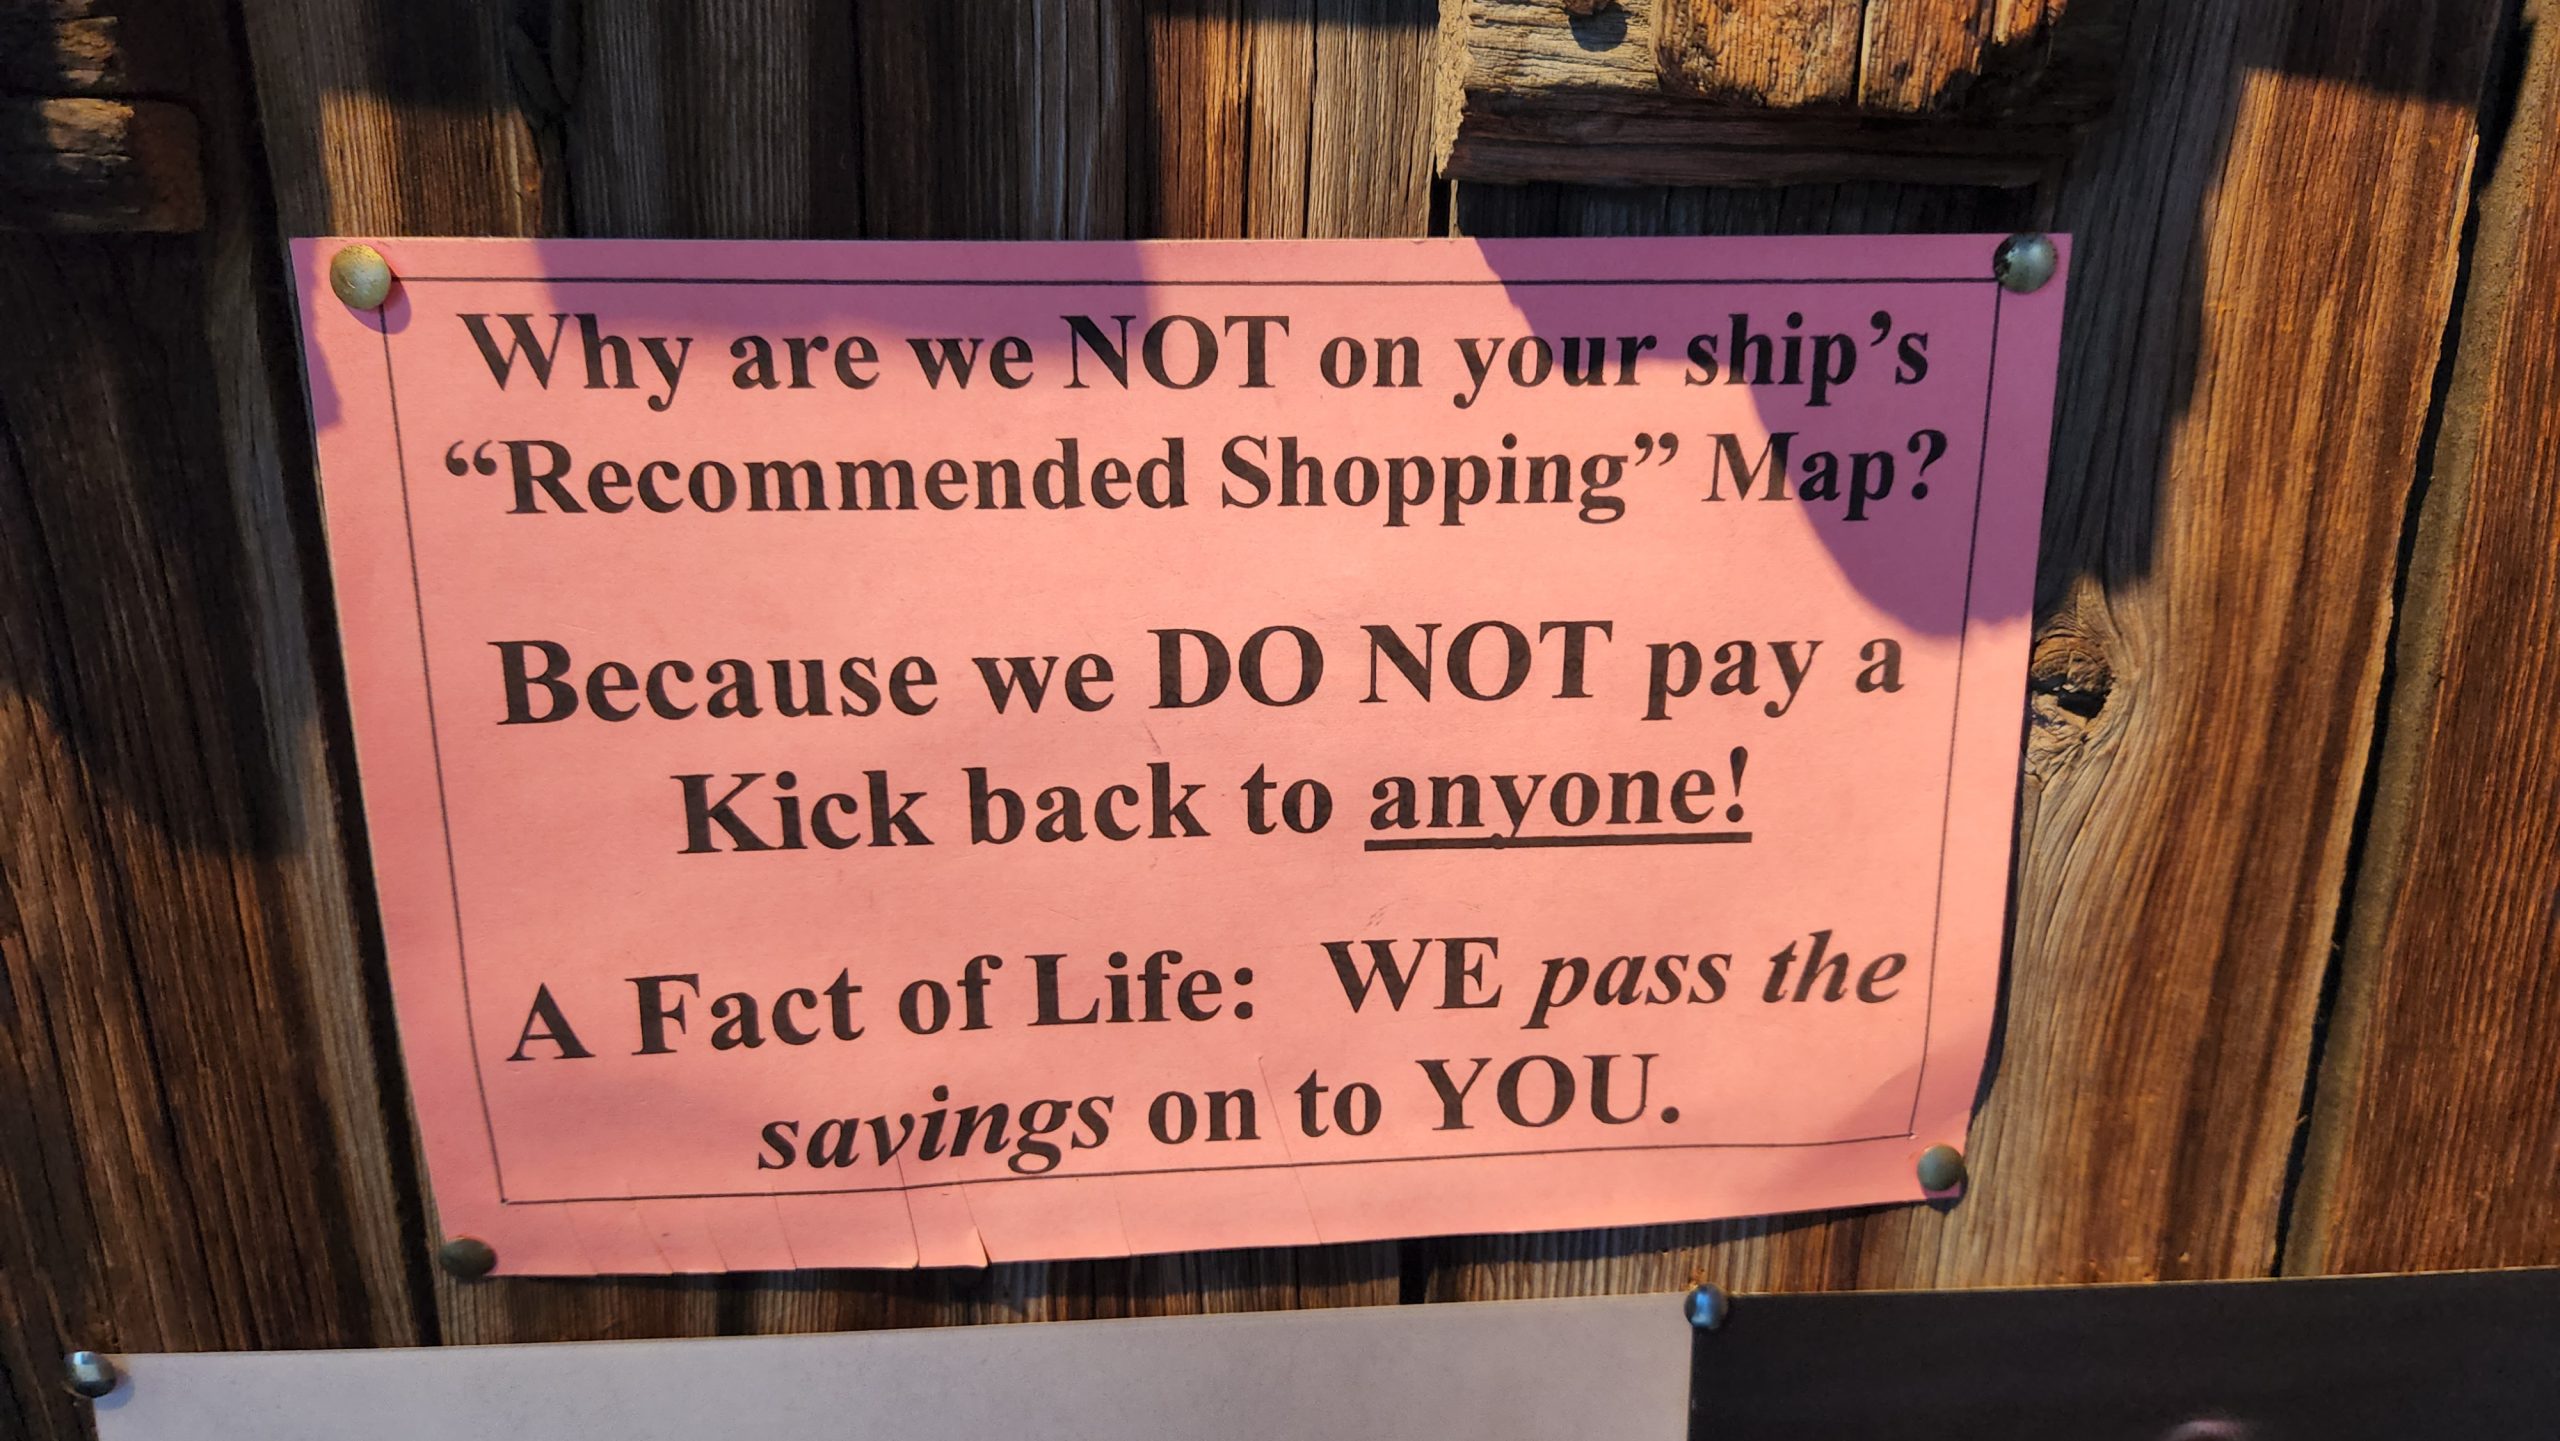 Why are we NOT on your ship’s
“Recommended Shopping” Map?
Because we DO NOT pay a
Kick back to anyone!
A Fact of Life: WE pass the
savings on to YOU.